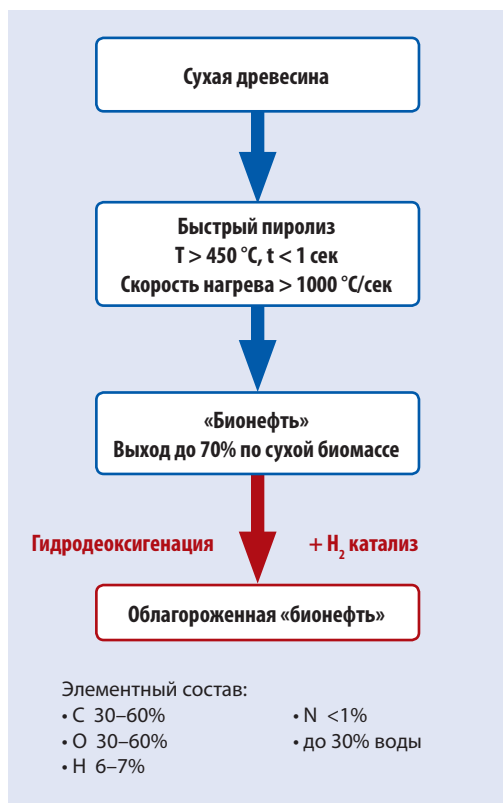 Сухая древесина
Быстрый пиролиз
T > 450 °C, t < 1 сек
Скорость нагрева > 1000 °C/сек
«Бионефть»
Выход до 70% по сухой биомассе
Гидродеоксигенация + H₂ катализ
Облагороженная «бионефть»
Элементный состав:
• C 30–60%
• O 30–60%
• H 6–7%
• N <1%
• до 30% воды